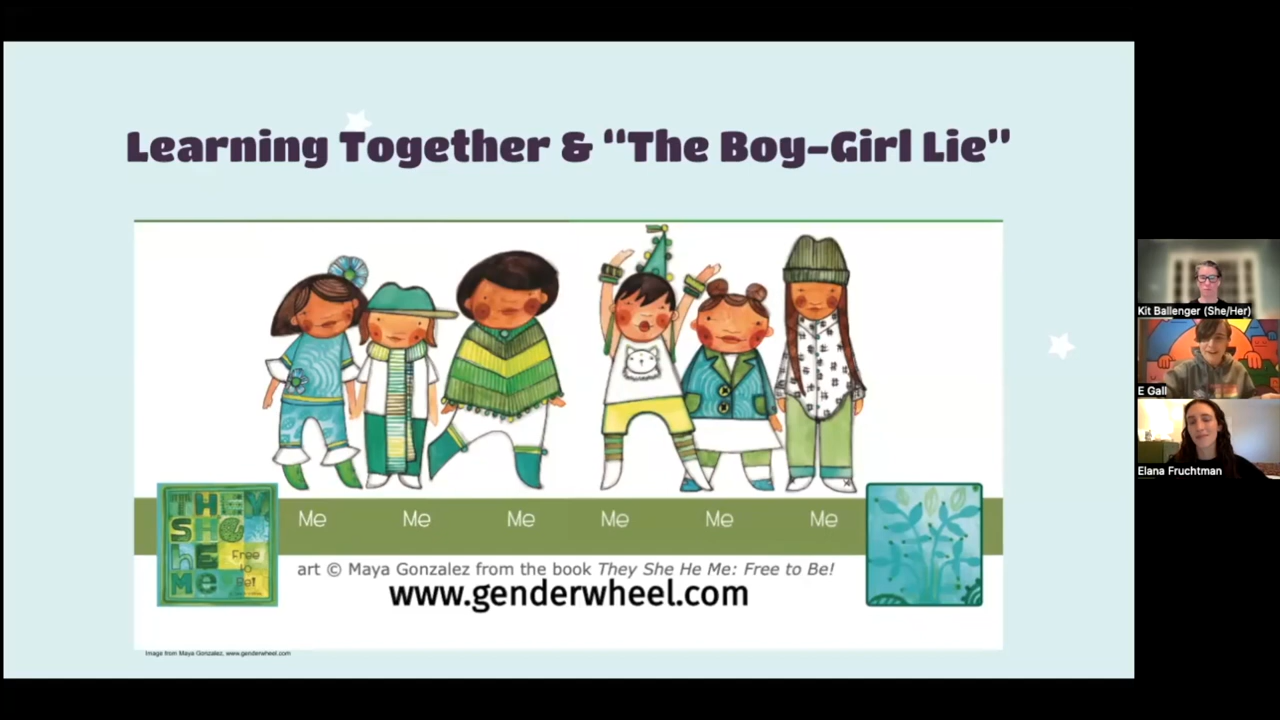 Learning Together & “The Boy-Girl Lie”
Kit Ballenger (She/Her)
E Gall
Elana Fruchtman
THEY
SHE
he
Me
Free
to
Be!
Me Me Me Me Me Me
art © Maya Gonzalez from the book They She He Me: Free to Be!
www.genderwheel.com
Image from Maya Gonzalez, www.genderwheel.com